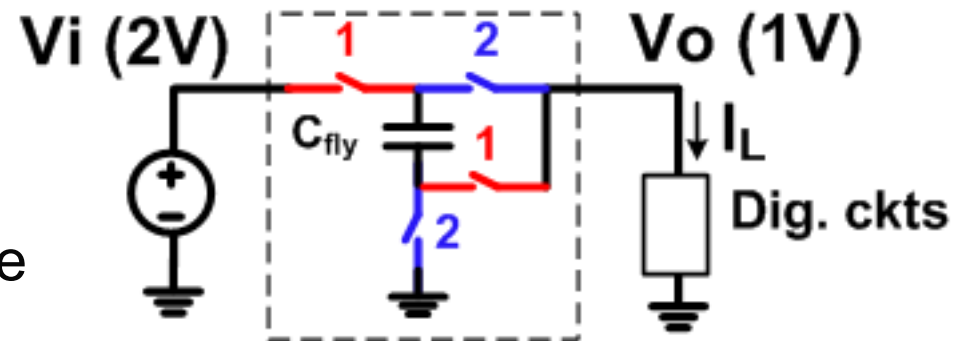 Vi (2V)
1
2
Vo (1V)
Cfly
1
IL
2
Dig. ckts
e
+
−